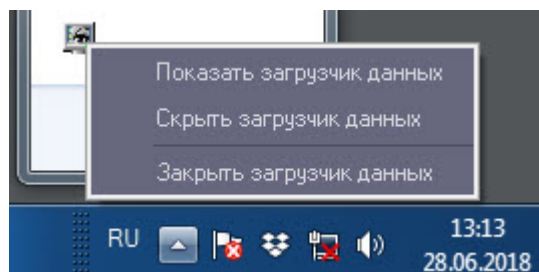 Показать загрузчик данных
Скрыть загрузчик данных
Закрыть загрузчик данных
RU
13:13
28.06.2018